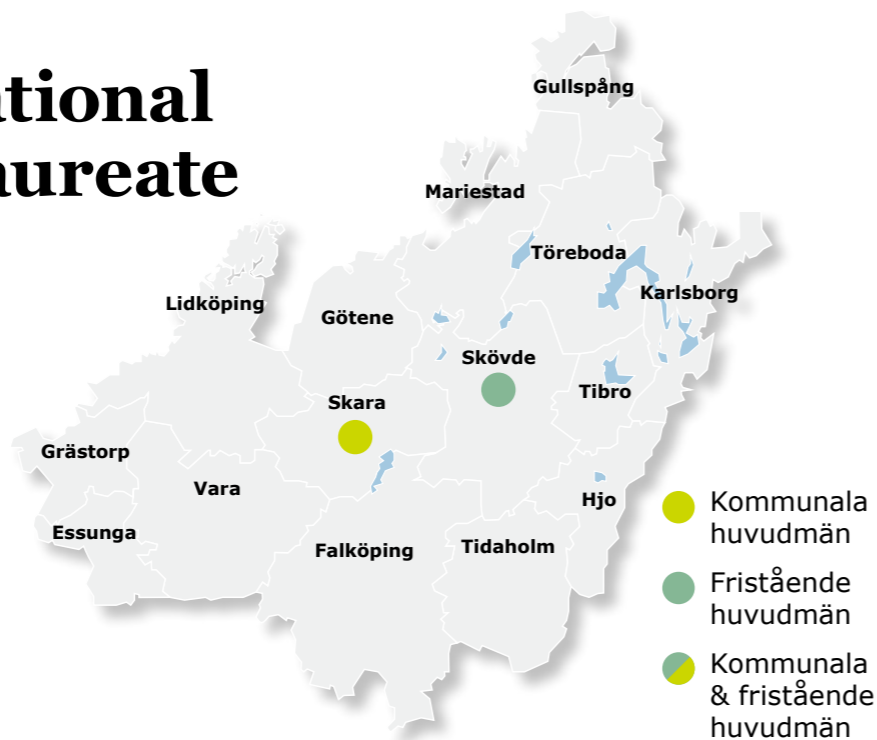 ational
aureate
Gullspång
Mariestad
Töreboda
Karlsborg
Lidköping
Götene
Skövde
Tibro
Skara
Grästorp
Vara
Hjo
Essunga
Falköping
Tidaholm
Kommunala
huvudmän
Fristående
huvudmän
Kommunala
& fristående
huvudmän